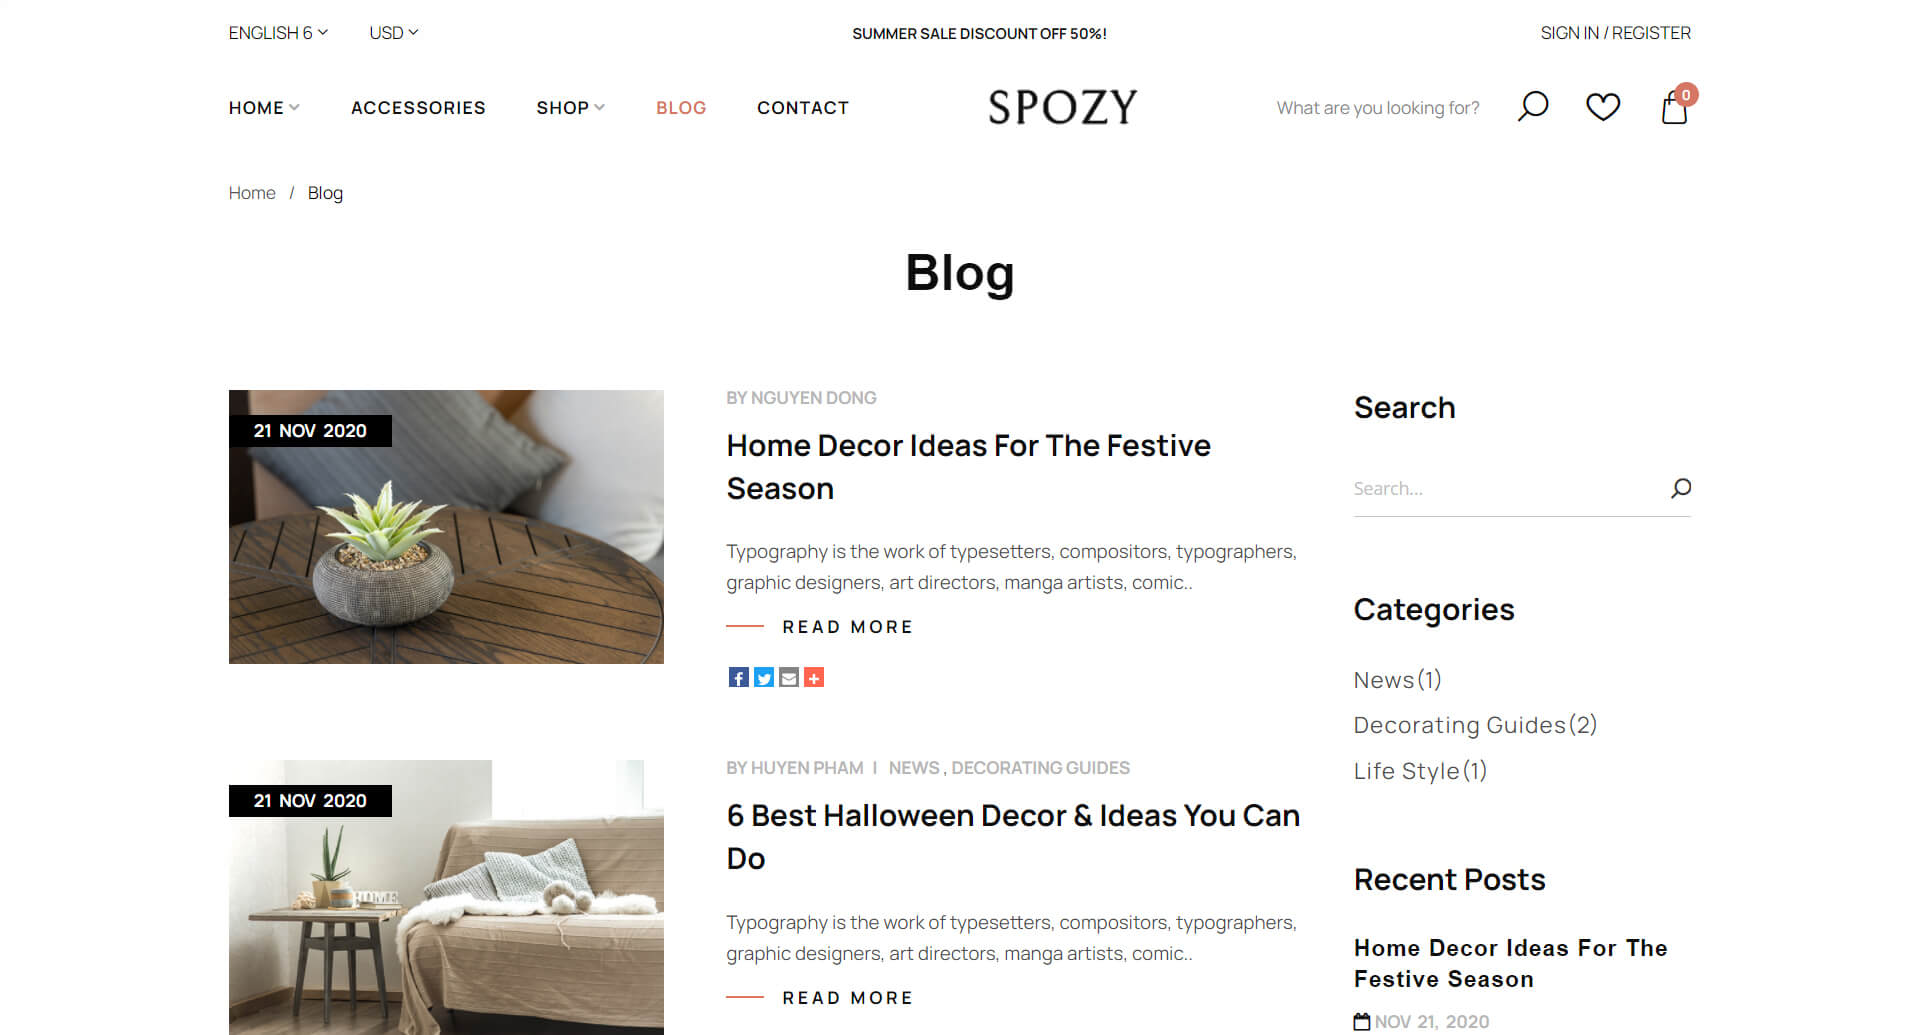 ENGLISH 6
USD
SUMMER SALE DISCOUNT OFF 50%!
SIGN IN / REGISTER
HOME
ACCESSORIES
SHOP
BLOG
CONTACT
SPOZY
What are you looking for?
0
Home / Blog
Blog
21 NOV 2020
BY NGUYEN DONG
Home Decor Ideas For The Festive
Season
Typography is the work of typesetters, compositors, typographers,
graphic designers, art directors, manga artists, comic..
READ MORE
21 NOV 2020
HOME
BY HUYEN PHAM | NEWS , DECORATING GUIDES
6 Best Halloween Decor & Ideas You Can
Do
Typography is the work of typesetters, compositors, typographers,
graphic designers, art directors, manga artists, comic..
READ MORE
Search
Search...
Categories
News(1)
Decorating Guides(2)
Life Style(1)
Recent Posts
Home Decor Ideas For The
Festive Season
NOV 21, 2020